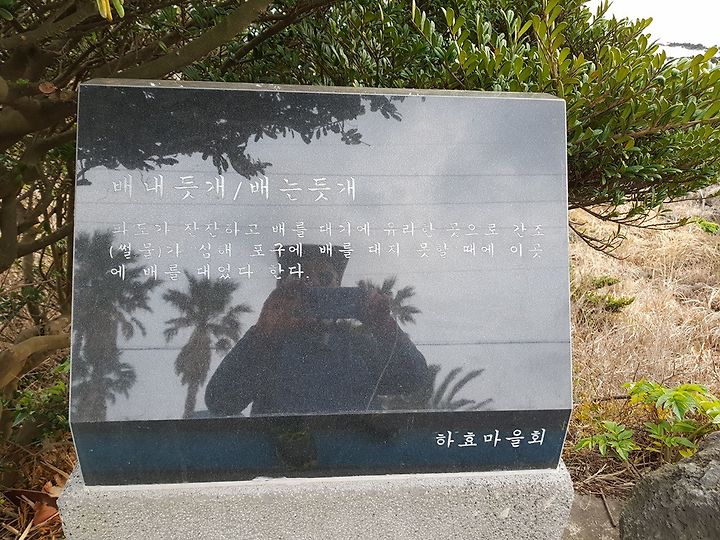 배내듯개/배는듯개
파도가 잔잔하고 배를 대기에 유리한 곳으로 간조
(썰물)가 심해 포구에 배를 대지 못할 때에 이곳
에 배를 대었다 한다.
하효마을회